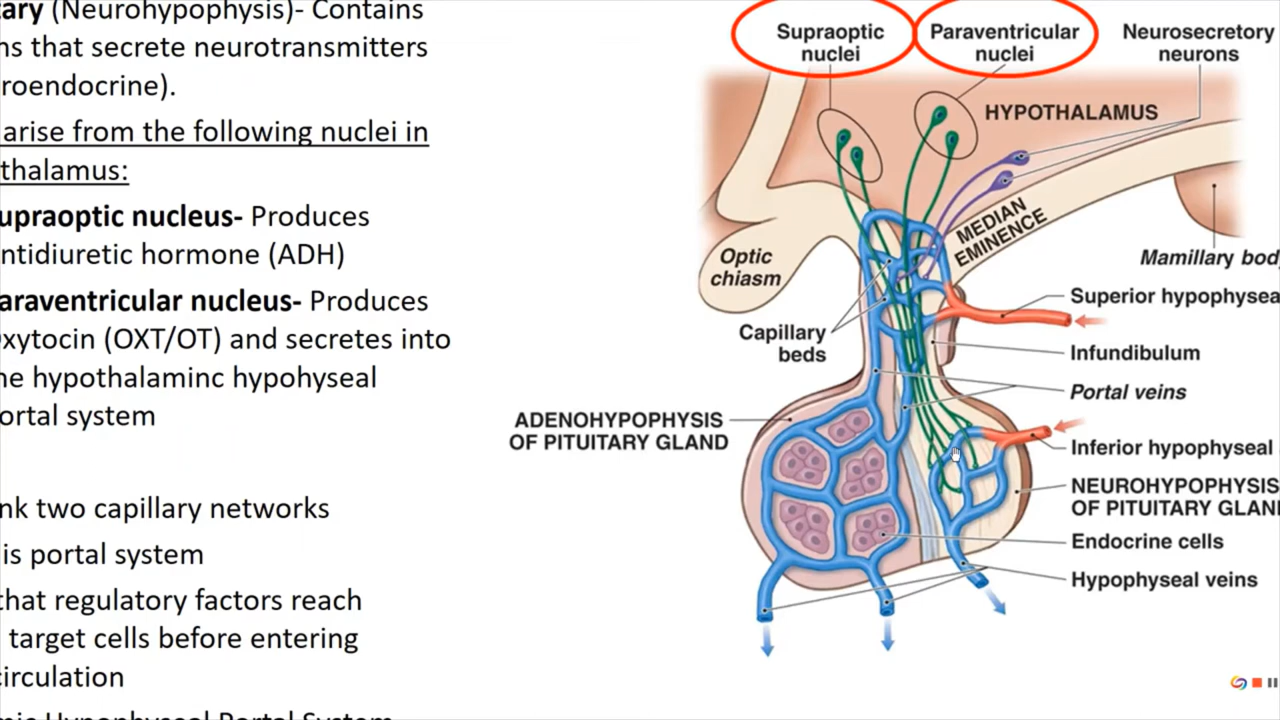 tary (Neurohypophysis)- Contains
ns that secrete neurotransmitters
roendocrine).
arise from the following nuclei in
thalamus:
upraoptic nucleus- Produces
ntidiuretic hormone (ADH)
araventricular nucleus- Produces
xytocin (OXT/OT) and secretes into
he hypothalaminc hypohyseal
ortal system
nk two capillary networks
is portal system
that regulatory factors reach
target cells before entering
circulation
Supraoptic
nuclei
Paraventricular
nuclei
Neurosecretory
neurons
HYPOTHALAMUS
MEDIAN
EMINENCE
Optic
chiasm
Mamillary body
Superior hypophysea
Capillary
beds
Infundibulum
Portal veins
ADENOHYPOPHYSIS
OF PITUITARY GLAND
Inferior hypophyseal
NEUROHYPOPHYSIS
OF PITUITARY GLAND
Endocrine cells
Hypophyseal veins